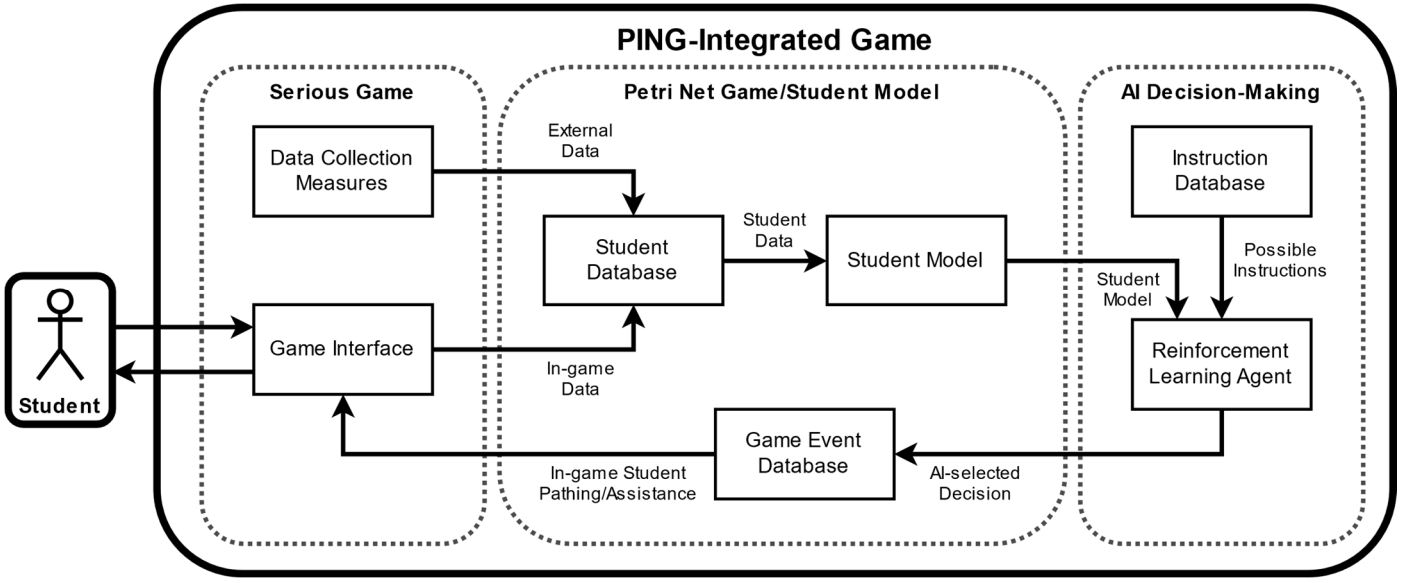 PING-Integrated Game
Serious Game
Petri Net Game/Student Model
AI Decision-Making
Data Collection
Measures
External
Data
Instruction
Database
Student
Database
Student
Data
Student Model
Possible
Instructions
Student
Model
Student
Game Interface
In-game
Data
Reinforcement
Learning Agent
In-game Student
Pathing/Assistance
Game Event
Database
AI-selected
Decision